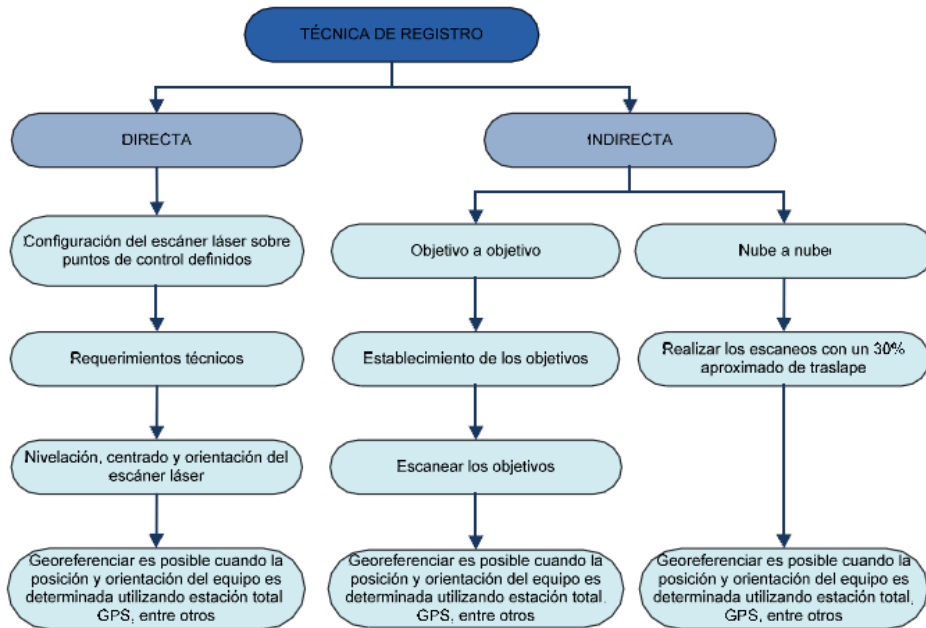 TÉCNICA DE REGISTRO
DIRECTA
INDIRECTA
Configuración del escáner láser sobre
puntos de control definidos
Objetivo a objetivo
Nube a nube
Requerimientos técnicos
Establecimiento de los objetivos
Realizar los escaneos con un 30%
aproximado de traslape
Nivelación, centrado y orientación del
escáner láser
Escanear los objetivos
Georeferenciar es posible cuando la
posición y orientación del equipo es
determinada utilizando estación total
GPS, entre otros
Georeferenciar es posible cuando la
posición y orientación del equipo es
determinada utilizando estación total,
GPS, entre otros
Georeferenciar es posible cuando la
posición y orientación del equipo es
determinada utilizando estación total,
GPS, entre otros